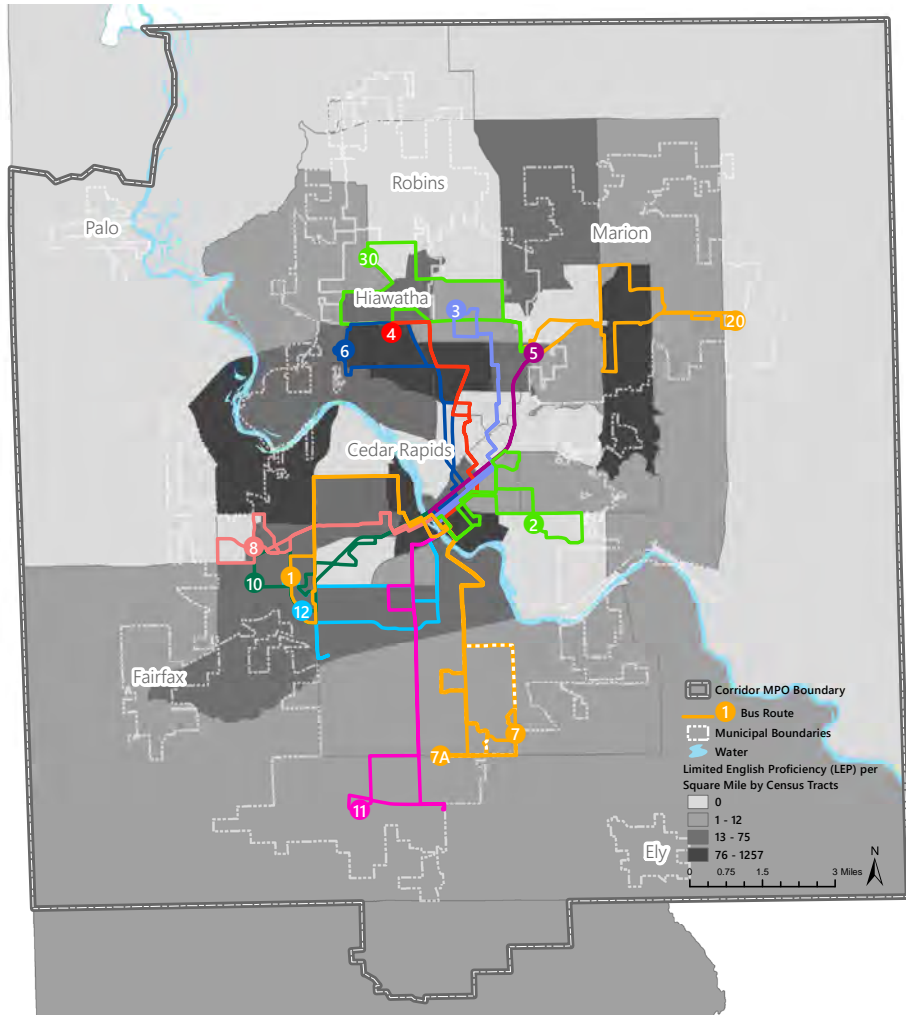 Robins
Palo
Marion
30
Hiawatha
3
20
4
6
5
Cedar Rapids
2
8
10
1
12
Fairfax
Corridor MPO Boundary
1 Bus Route
Municipal Boundaries
Water
Limited English Proficiency (LEP) per
Square Mile by Census Tracts
0
1 - 12
13 - 75
76 - 1257
7
7A
11
Ely
N
0 0.75 1.5 3 Miles